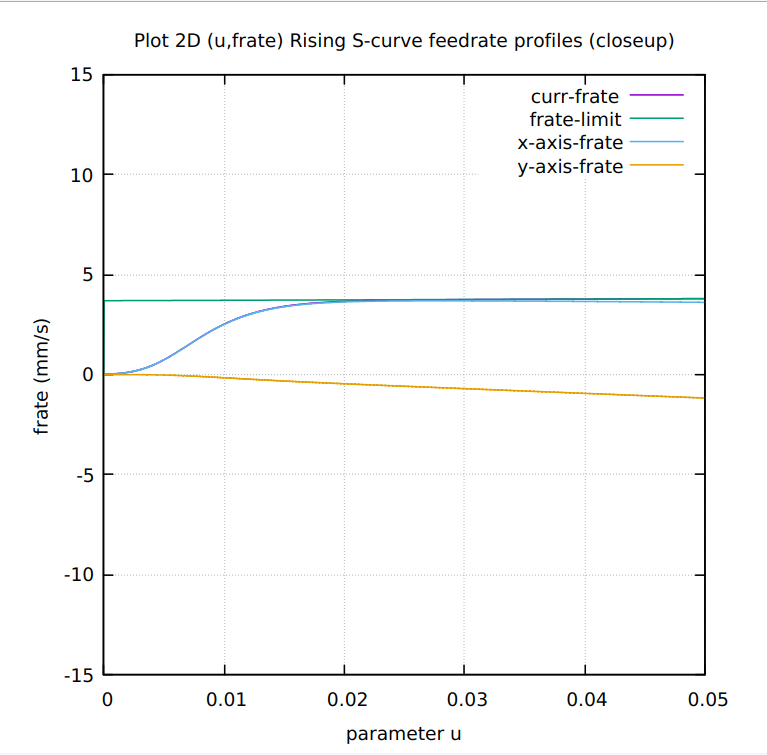 Plot 2D (u,frate) Rising S-curve feedrate profiles (closeup)
15
10
5
0
-5
-10
-15
frate (mm/s)
curr-frate
frate-limit
x-axis-frate
y-axis-frate
0 0.01 0.02 0.03 0.04 0.05
parameter u